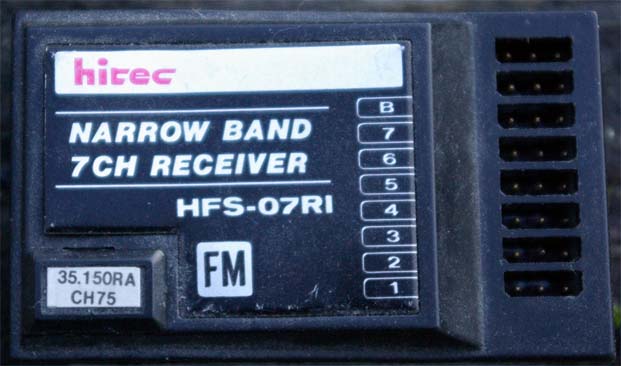 hitec
NARROW BAND
7CH RECEIVER
HFS-07RI
B
7
6
5
4
3
2
1
FM
35.150RA
CH75